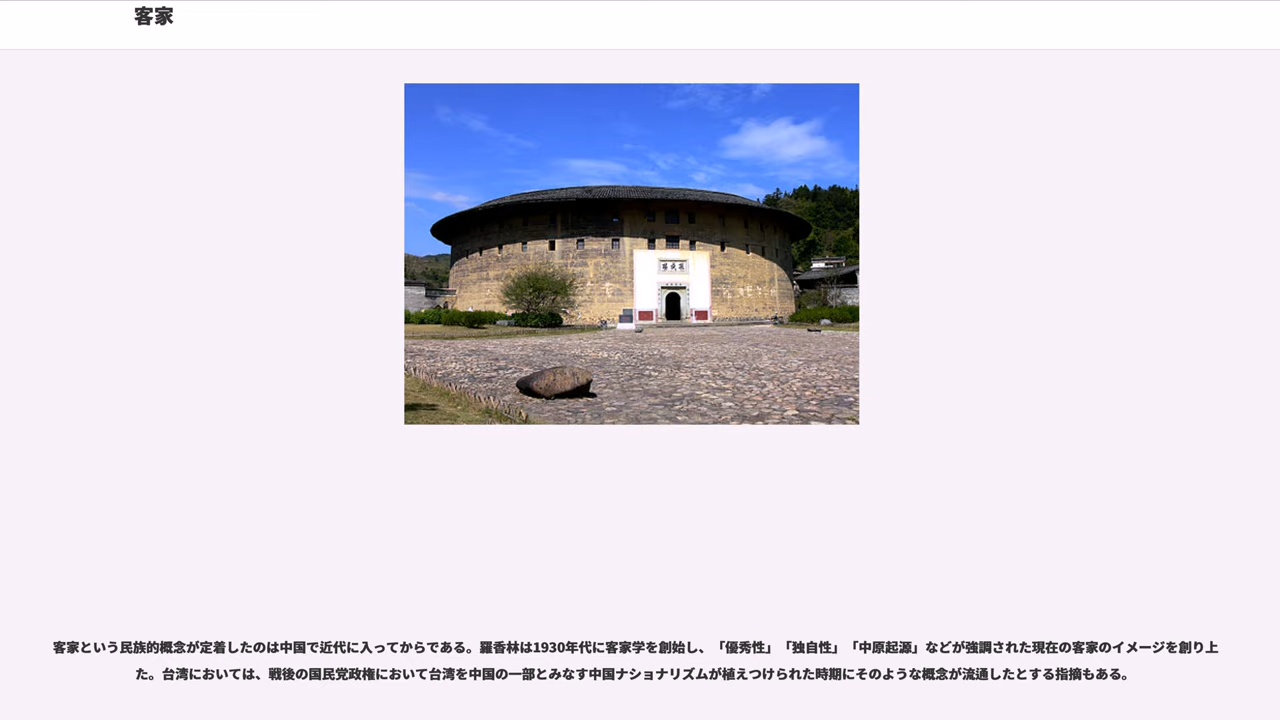 客家
客家という民族的概念が定着したのは中国で近代に入ってからである。羅香林は1930年代に客家学を創始し、「優秀性」「独自性」「中原起源」などが強調された現在の客家のイメージを創り上
た。台湾においては、戦後の国民党政権において台湾を中国の一部とみなす中国ナショナリズムが植えつけられた時期にそのような概念が流通したとする指摘もある。